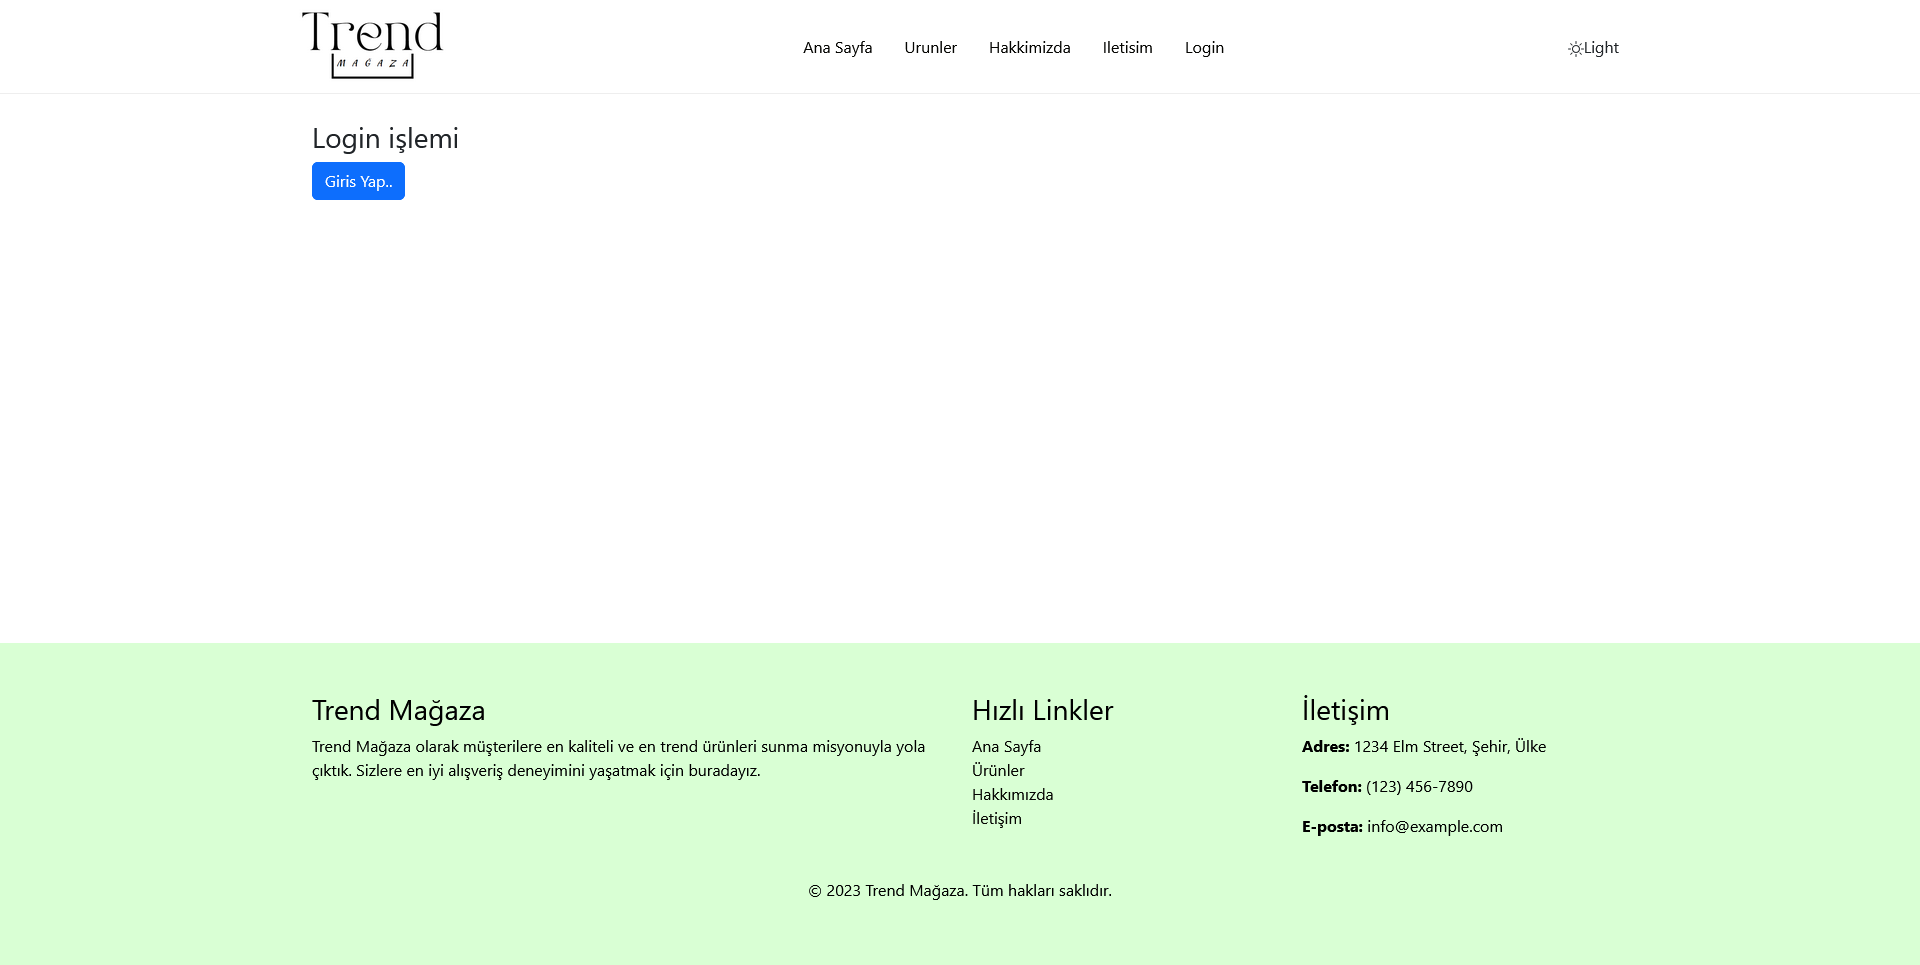 Trend
MAĞAZA
Ana Sayfa Urunler Hakkimizda Iletisim Login
Light
Login işlemi
Giris Yap..
Trend Mağaza
Trend Mağaza olarak müşterilere en kaliteli ve en trend ürünleri sunma misyonuyla yola
çıktık. Sizlere en iyi alışveriş deneyimini yaşatmak için buradayız.
Hızlı Linkler
Ana Sayfa
Ürünler
Hakkımızda
İletişim
İletişim
Adres: 1234 Elm Street, Şehir, Ülke
Telefon: (123) 456-7890
E-posta: info@example.com
© 2023 Trend Mağaza. Tüm hakları saklıdır.